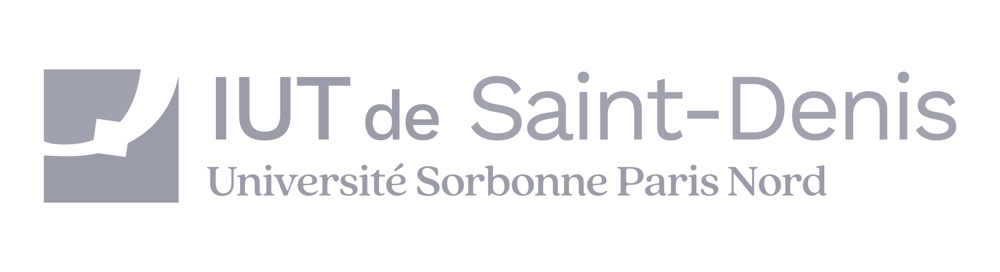 IUT de Saint-Denis
Université Sorbonne Paris Nord